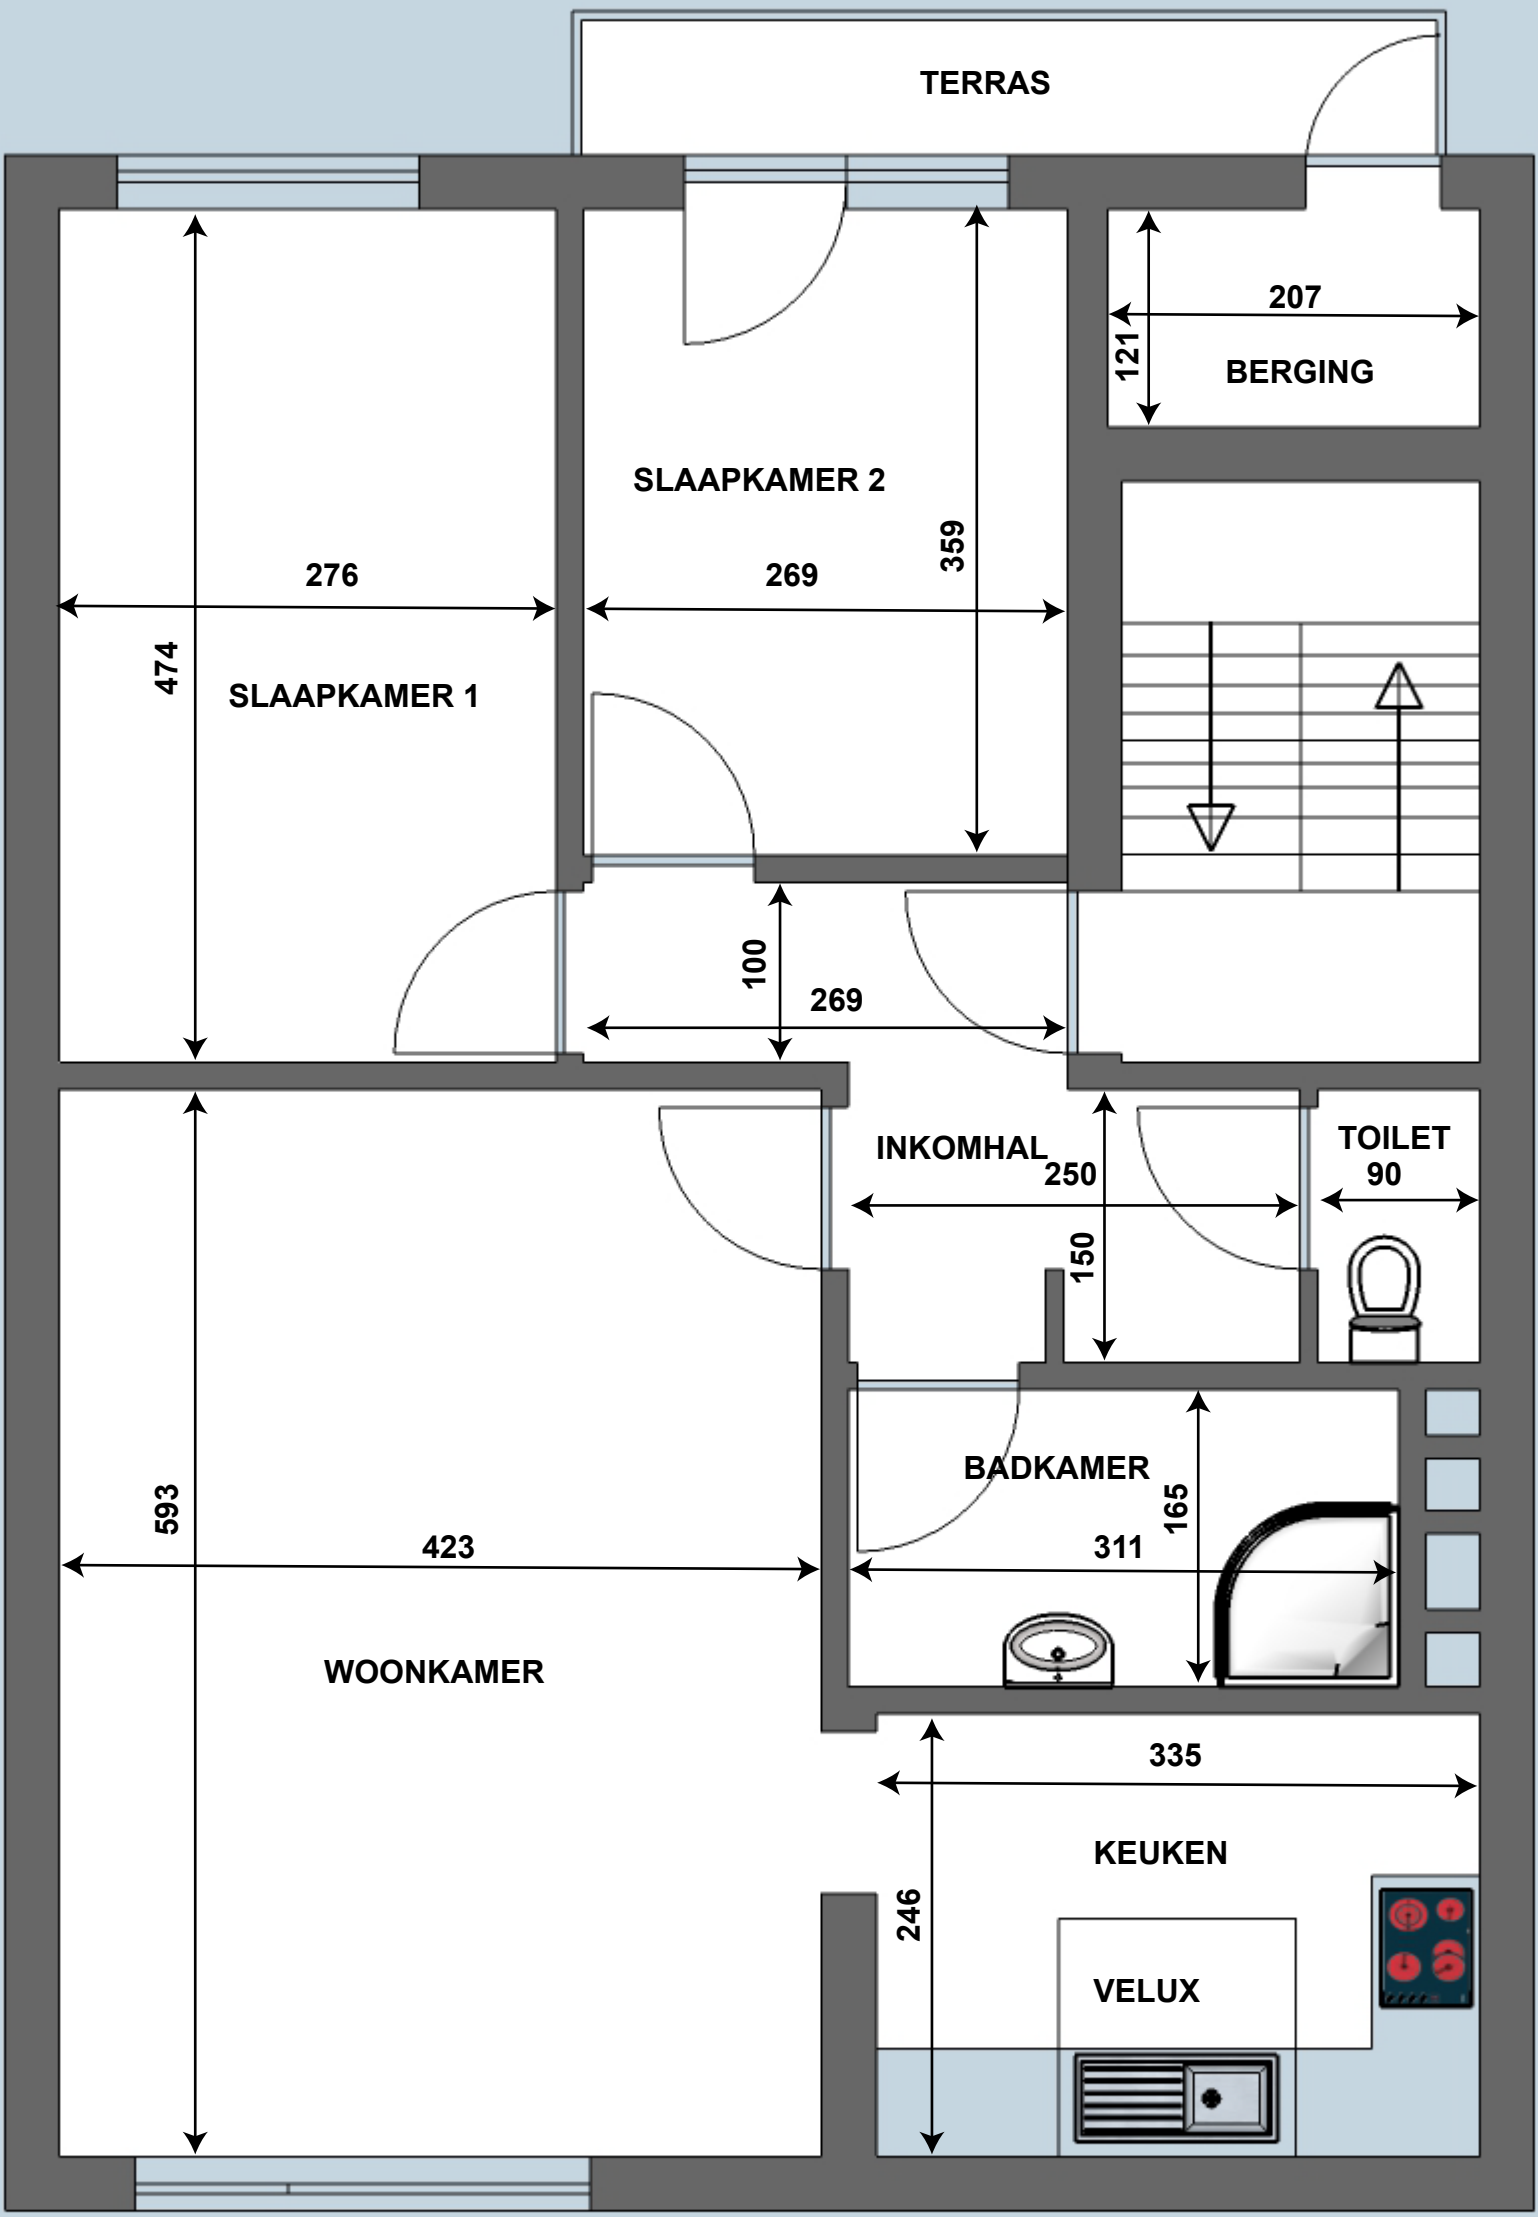 TERRAS
207
121
BERGING
SLAAPKAMER 2
359
276
269
474
SLAAPKAMER 1
100
269
INKOMHAL
250
TOILET
90
150
BADKAMER
165
593
423
311
WOONKAMER
335
KEUKEN
246
VELUX